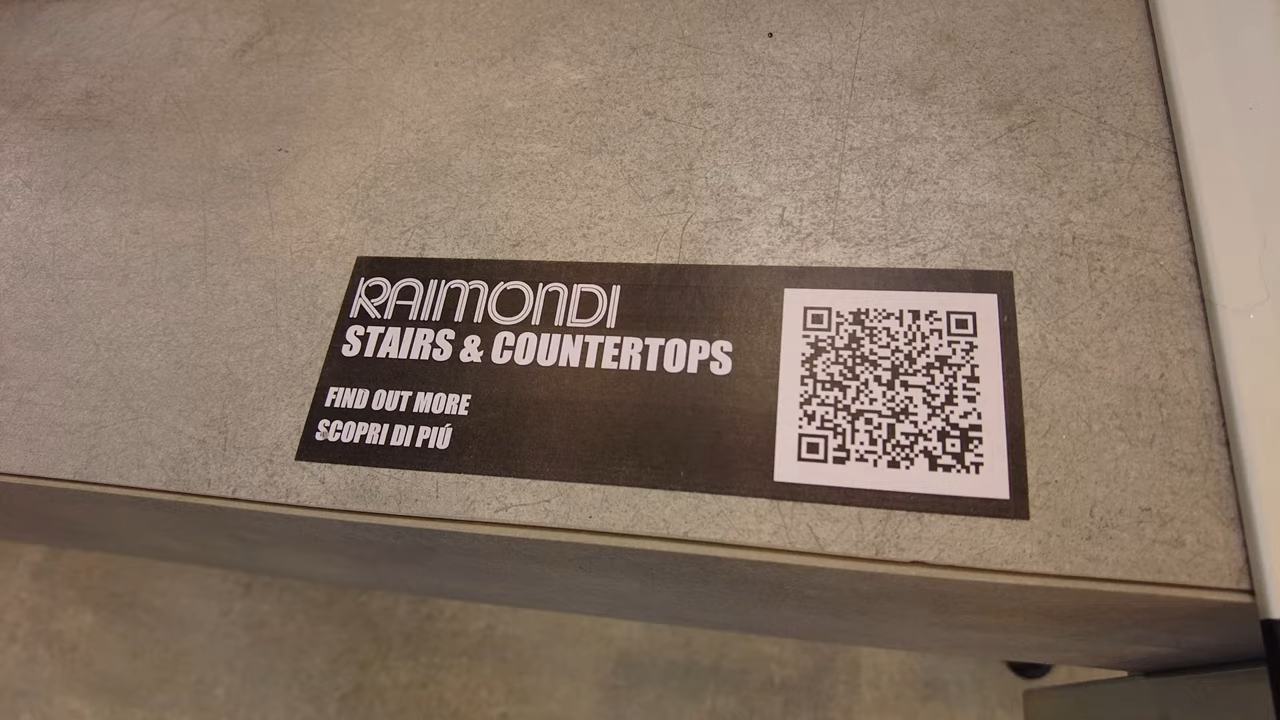 RAIMONDI
STAIRS & COUNTERTOPS
FIND OUT MORE
SCOPRI DI PIÚ